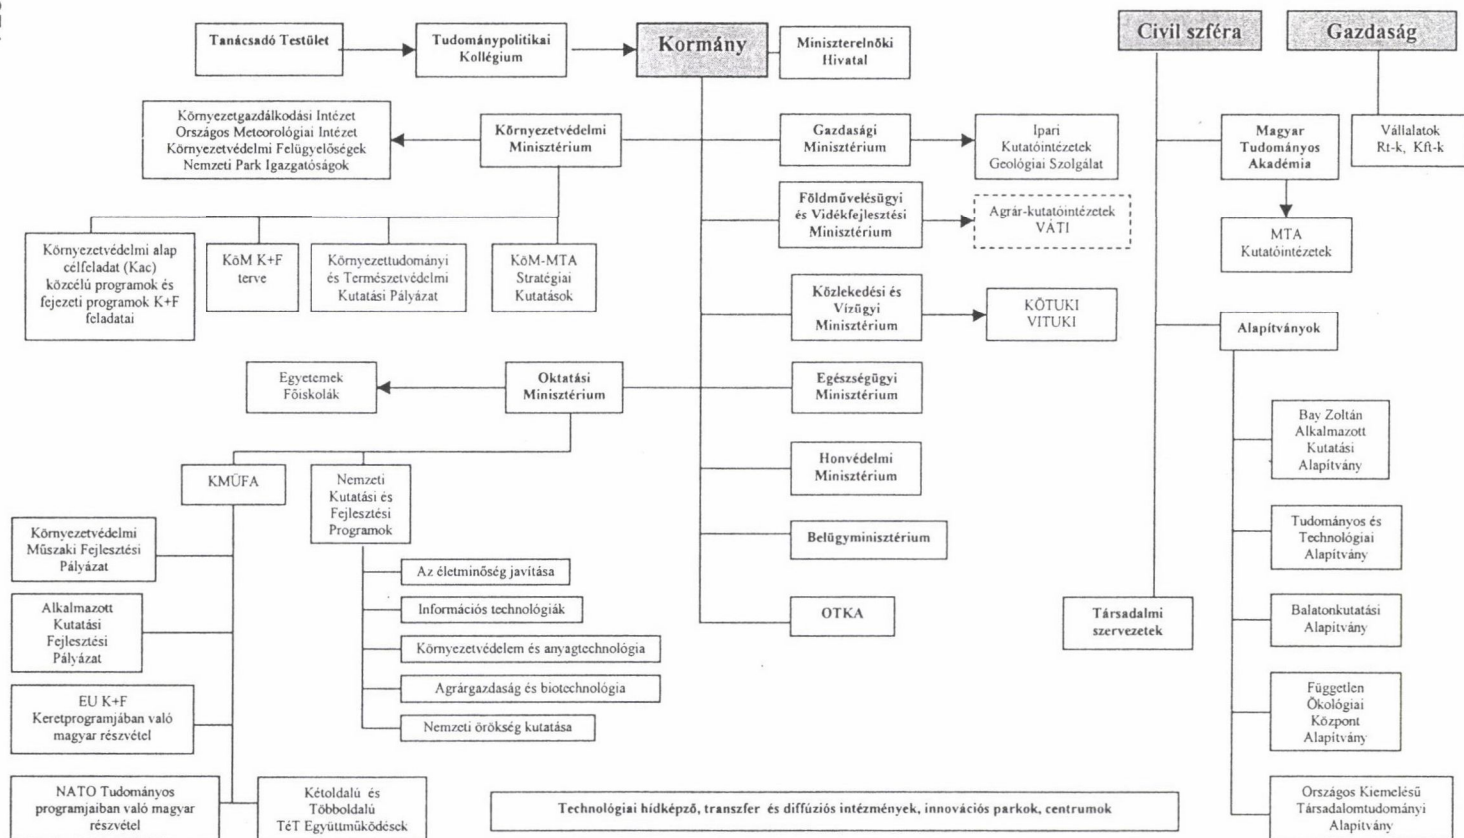 Tanácsadó Testület
Tudománypolitikai
Kollégium
Kormány
Miniszterelnöki
Hivatal
Civil szféra
Gazdaság
Környezetgazdálkodási Intézet
Országos Meteorológiai Intézet
Környezetvédelmi Felügyelőségek
Nemzeti Park Igazgatóságok
Környezetvédelmi
Minisztérium
Gazdasági
Minisztérium
Ipari
Kutatóintézetek
Geológiai Szolgálat
Magyar
Tudományos
Akadémia
Vállalatok
Rt-k, Kft-k
Földművelésügyi
és Vidékfejlesztési
Minisztérium
Agrár-kutatóintézetek
VÁTI
MTA
Kutatóintézetek
Környezetvédelmi alap
célfeladat (Kac)
közcélú programok és
fejezeti programok K+F
feladatai
KöM K+F
terve
Környezettudományi
és Természetvédelmi
Kutatási Pályázat
KöM-MTA
Stratégiai
Kutatások
Közlekedési és
Vízügyi
Minisztérium
KÖTUKI
VITUKI
Alapítványok
Egyetemek
Főiskolák
Oktatási
Minisztérium
Egészségügyi
Minisztérium
Bay Zoltán
Alkalmazott
Kutatási
Alapítvány
KMÜFA
Nemzeti
Kutatási és
Fejlesztési
Programok
Honvédelmi
Minisztérium
Környezetvédelmi
Műszaki Fejlesztési
Pályázat
Belügyminisztérium
Tudományos és
Technológiai
Alapítvány
Az életminőség javítása
Információs technológiák
Környezetvédelem és anyagtechnológia
Agrárgazdaság és biotechnológia
Nemzeti örökség kutatása
Alkalmazott
Kutatási
Fejlesztési
Pályázat
OTKA
Társadalmi
szervezetek
Balatonkutatási
Alapítvány
EU K+F
Keretprogramjában való
magyar részvétel
Független
Ökológiai
Központ
Alapítvány
NATO Tudományos
programjaiban való magyar
részvétel
Kétoldalú és
Többoldalú
TéT Együttműködések
Technológiai hídképző, transzfer és diffúziós intézmények, innovációs parkok, centrumok
Országos Kiemelésű
Társadalomtudományi
Alapítvány